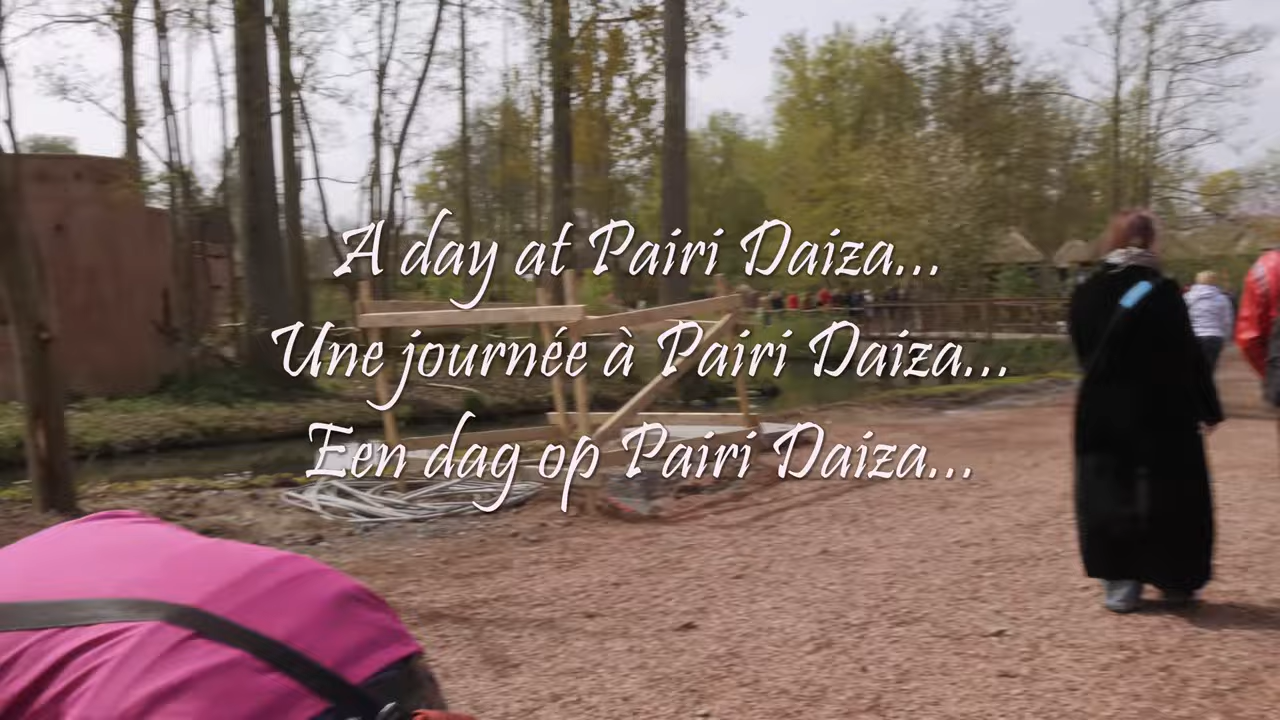 A day at Pairi Daiza...
Une journée à Pairi Daiza...
Een dag op Pairi Daiza...